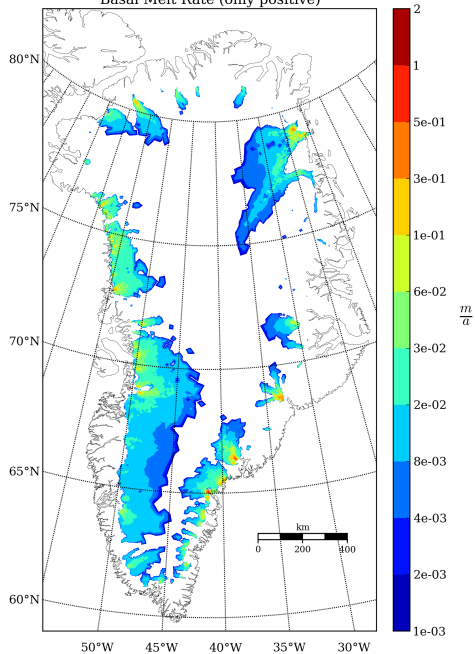 Basal Melt Rate (only positive)
80°N
75°N
70°N
65°N
60°N
50°W
45°W
40°W
35°W
30°W
km
0 200 400
2
1
5e-01
3e-01
1e-01
6e-02
3e-02
2e-02
8e-03
4e-03
2e-03
1e-03
m
a